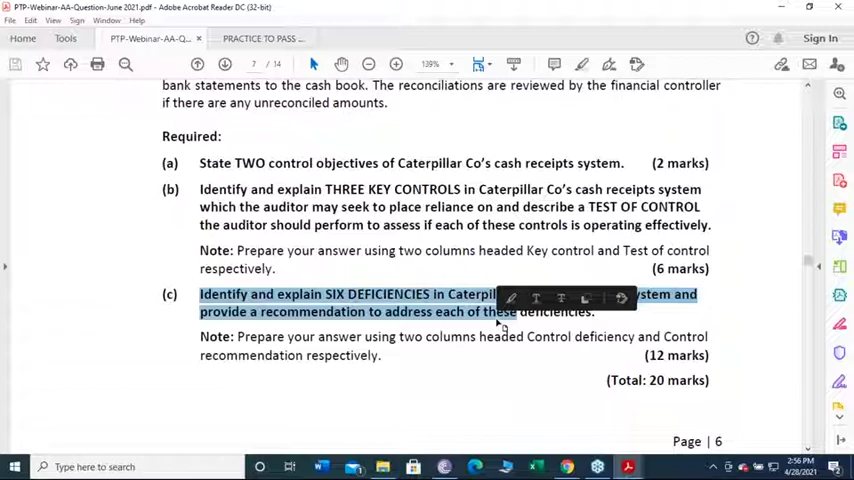 PTP-Webinar-AA-Question-June 2021.pdf - Adobe Acrobat Reader DC (32-bit)
File Edit View Sign Window Help
Home Tools PTP-Webinar-AA-Q... × PRACTICE TO PASS ... Sign In
7 / 14 139%
bank statements to the cash book. The reconciliations are reviewed by the financial controller
if there are any unreconciled amounts.
Required:
(a) State TWO control objectives of Caterpillar Co's cash receipts system. (2 marks)
(b) Identify and explain THREE KEY CONTROLS in Caterpillar Co's cash receipts system
which the auditor may seek to place reliance on and describe a TEST OF CONTROL
the auditor should perform to assess if each of these controls is operating effectively.
Note: Prepare your answer using two columns headed Key control and Test of control
respectively. (6 marks)
(c) Identify and explain SIX DEFICIENCIES in Caterpil ystem and
provide a recommendation to address each of these deficiencies.
Note: Prepare your answer using two columns headed Control deficiency and Control
recommendation respectively. (12 marks)
(Total: 20 marks)
Page | 6
Type here to search
2:56 PM
4/28/2021